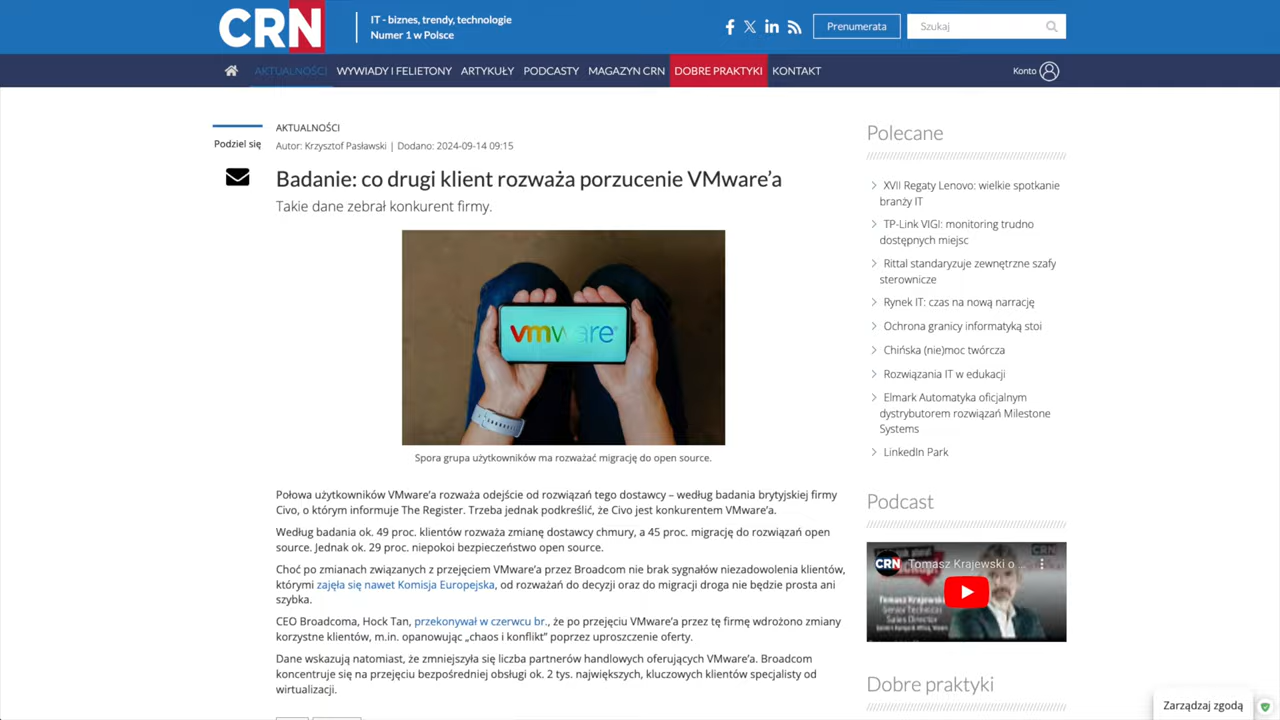 CRN
IT - biznes, trendy, technologie
Numer 1 w Polsce
Prenumerata
Szukaj
AKTUALNOŚCI WYWIADY I FELIETONY ARTYKUŁY PODCASTY MAGAZYN CRN DOBRE PRAKTYKI KONTAKT
Konto
Podziel się
AKTUALNOŚCI
Autor: Krzysztof Pasławski | Dodano: 2024-09-14 09:15
Badanie: co drugi klient rozważa porzucenie VMware’a
Takie dane zebrał konkurent firmy.
vmware
Spora grupa użytkowników ma rozważać migrację do open source.
Połowa użytkowników VMware’a rozważa odejście od rozwiązań tego dostawcy – według badania brytyjskiej firmy
Civo, o którym informuje The Register. Trzeba jednak podkreślić, że Civo jest konkurentem VMware’a.
Według badania ok. 49 proc. klientów rozważa zmianę dostawcy chmury, a 45 proc. migrację do rozwiązań open
source. Jednak ok. 29 proc. niepokoi bezpieczeństwo open source.
Choć po zmianach związanych z przejęciem VMware’a przez Broadcom nie brak sygnałów niezadowolenia klientów,
którymi zajęła się nawet Komisja Europejska, od rozważań do decyzji oraz do migracji droga nie będzie prosta ani
szybka.
CEO Broadcoma, Hock Tan, przekonywał w czerwcu br., że po przejęciu VMware’a przez tę firmę wdrożono zmiany
korzystne klientów, m.in. opanowując „chaos i konflikt” poprzez uproszenie oferty.
Dane wskazują natomiast, że zmniejszyła się liczba partnerów handlowych oferujących VMware’a. Broadcom
koncentruje się na przejęciu bezpośredniej obsługi ok. 2 tys. największych, kluczowych klientów specjalisty od
wirtualizacji.
Polecane
XVII Regaty Lenovo: wielkie spotkanie
branży IT
TP-Link VIGI: monitoring trudno
dostępnych miejsc
Rittal standaryzuje zewnętrzne szafy
sterownicze
Rynek IT: czas na nową narrację
Ochrona granicy informatyką stoi
Chińska (nie)moc twórcza
Rozwiązania IT w edukacji
Elmark Automatyka oficjalnym
dystrybutorem rozwiązań Milestone
Systems
LinkedIn Park
Podcast
CRN
CRN Tomasz Krajewski o ...
Tomasz Krajewski
Senior Technical
Sales Director
Dobre praktyki
Zarządzaj zgodą